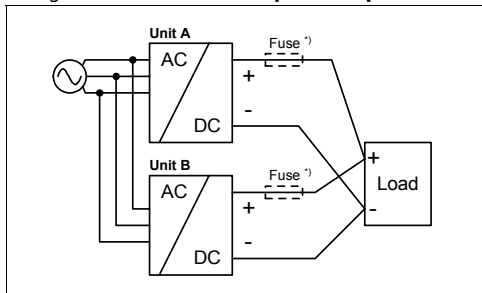 Unit A
AC
DC
Fuse *)
+
-
Unit B
AC
DC
Fuse *)
+
-
+
-
Load